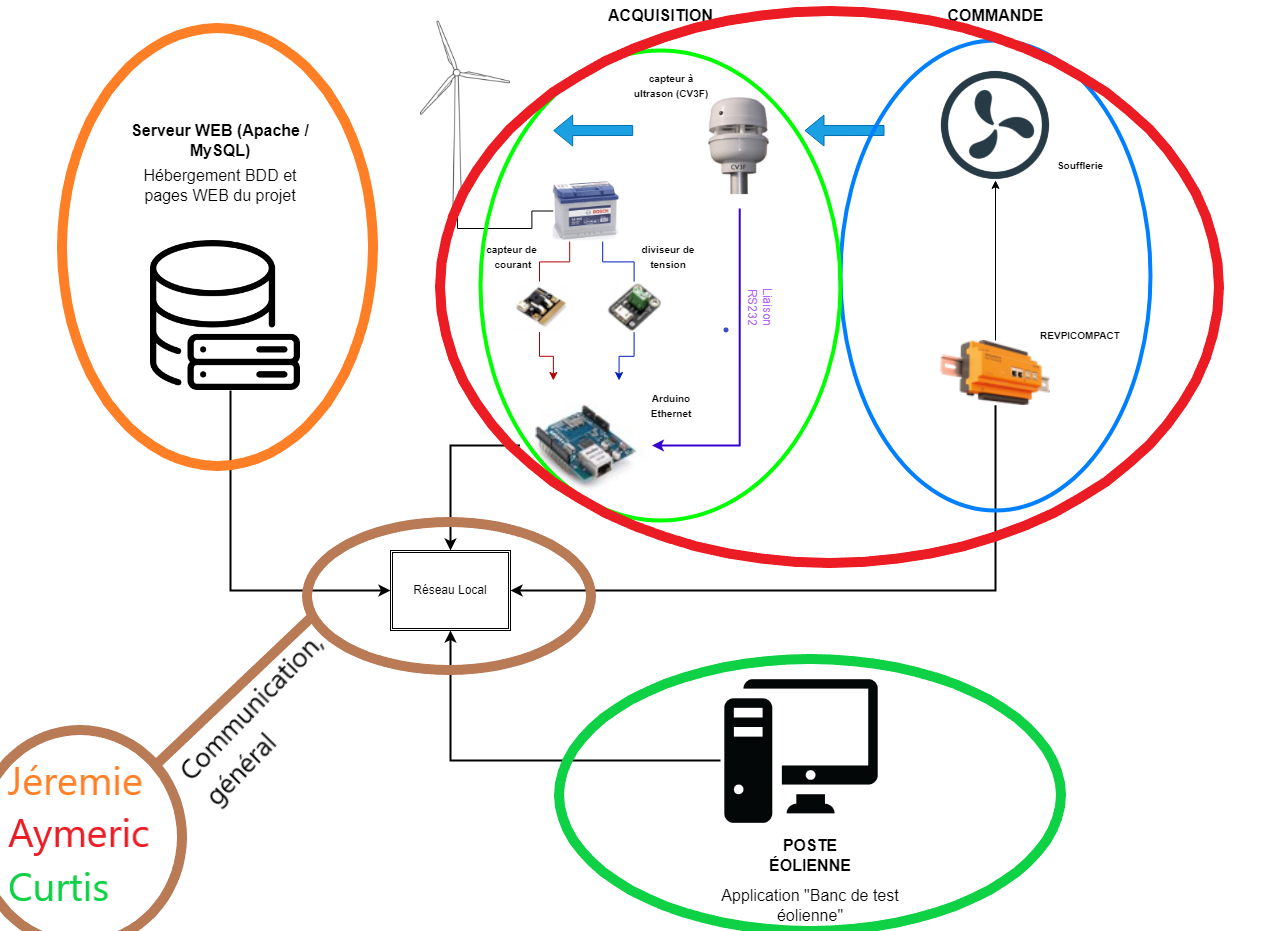 ACQUISITION
COMMANDE
Serveur WEB (Apache /
MySQL)
Hébergement BDD et
pages WEB du projet
capteur à
ultrason (CV3F)
CV3F
Soufflerie
BOSCH
capteur de
courant
diviseur de
tension
Liaison
RS232
REVPICOMPACT
Arduino
Ethernet
Réseau Local
Communication,
général
Jéremie
Aymeric
Curtis
POSTE
ÉOLIENNE
Application "Banc de test
éolienne"